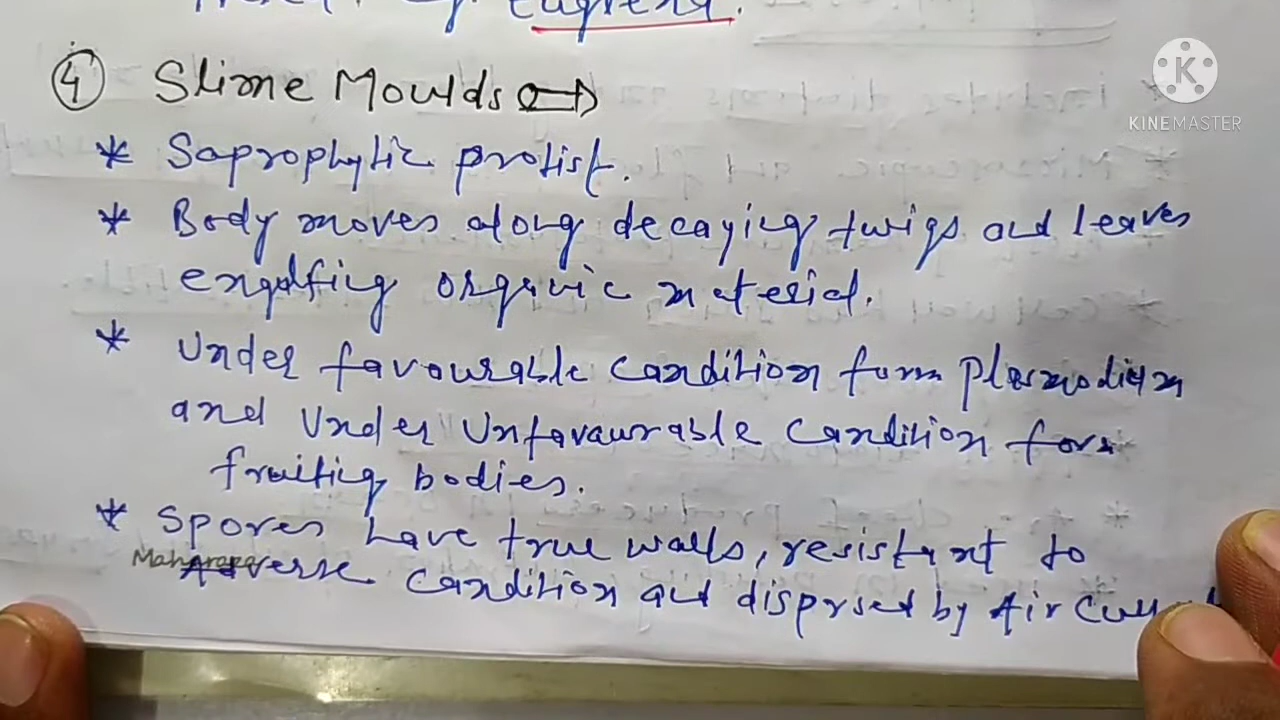 Euglena.
④ Slime Moulds ⇒
* Saprophytic protist.
* Body moves along decaying twigs and leaves
engulfing organic material.
* Under favourable condition form Plasmodium
and Under Unfavourable condition form
fruiting bodies.
* Spores have true walls, resistant to
Adverse condition and disprsed by Air
K
KINEMASTER